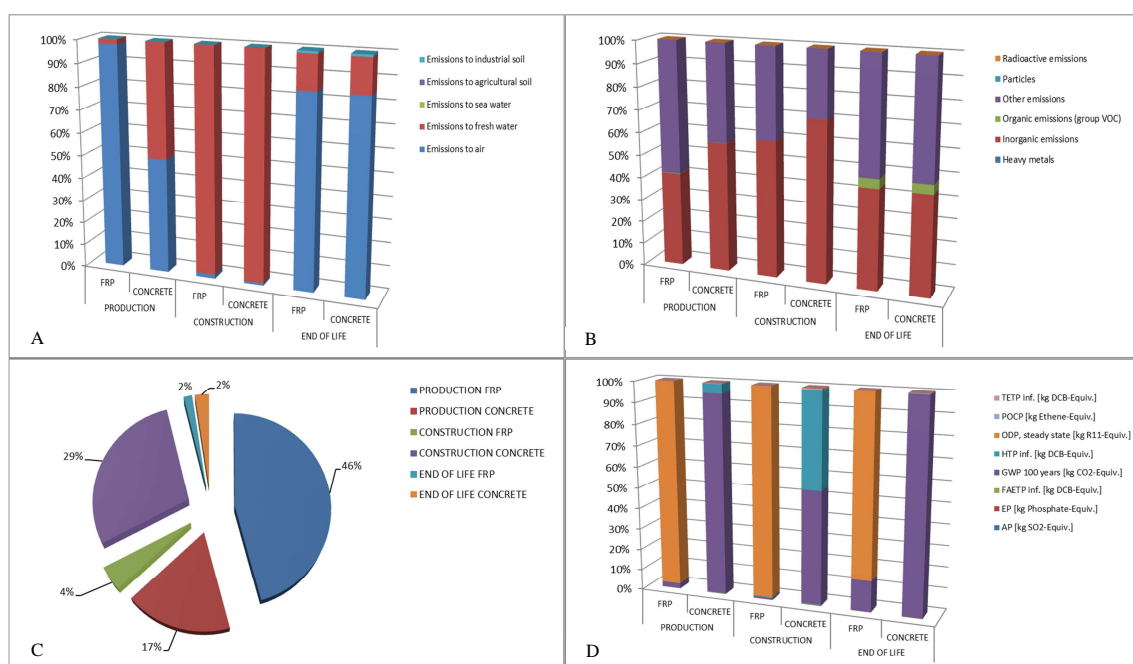 100%
90%
80%
70%
60%
50%
40%
30%
20%
10%
0%
FRP
CONCRETE
FRP
CONCRETE
FRP
CONCRETE
PRODUCTION
CONSTRUCTION
END OF LIFE
Emissions to industrial soil
Emissions to agricultural soil
Emissions to sea water
Emissions to fresh water
Emissions to air
A
100%
90%
80%
70%
60%
50%
40%
30%
20%
10%
0%
FRP
CONCRETE
FRP
CONCRETE
FRP
CONCRETE
PRODUCTION
CONSTRUCTION
END OF LIFE
Radioactive emissions
Particles
Other emissions
Organic emissions (group VOC)
Inorganic emissions
Heavy metals
B
2%
2%
29%
46%
4%
17%
PRODUCTION FRP
PRODUCTION CONCRETE
CONSTRUCTION FRP
CONSTRUCTION CONCRETE
END OF LIFE FRP
END OF LIFE CONCRETE
C
100%
90%
80%
70%
60%
50%
40%
30%
20%
10%
0%
FRP
CONCRETE
FRP
CONCRETE
FRP
CONCRETE
PRODUCTION
CONSTRUCTION
END OF LIFE
TETP inf. [kg DCB-Equiv.]
POCP [kg Ethene-Equiv.]
ODP, steady state [kg R11-Equiv.]
HTP inf. [kg DCB-Equiv.]
GWP 100 years [kg CO2-Equiv.]
FAETP inf. [kg DCB-Equiv.]
EP [kg Phosphate-Equiv.]
AP [kg SO2-Equiv.]
D